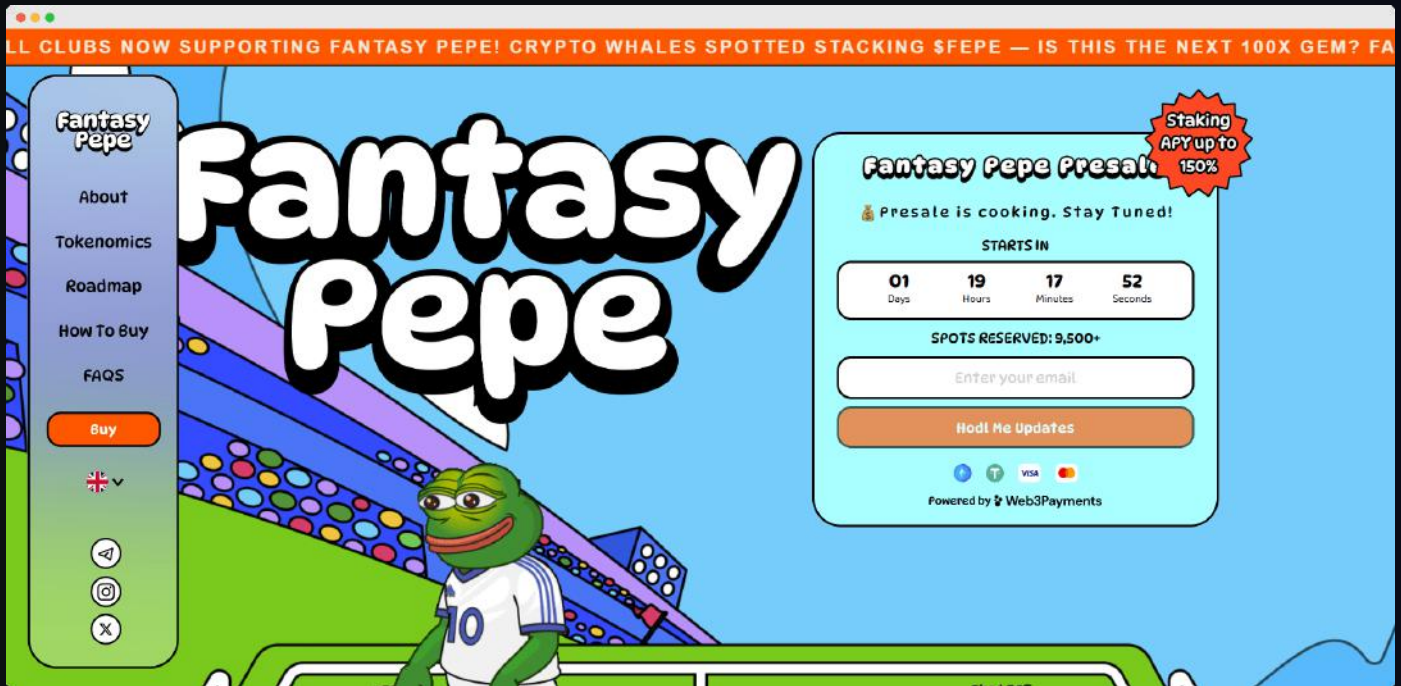 LL CLUBS NOW SUPPORTING FANTASY PEPE! CRYPTO WHALES SPOTTED STACKING $FEPE — IS THIS THE NEXT 100X GEM? FA
Fantasy
Pepe
About
Tokenomics
Roadmap
How To Buy
FAQS
Buy
Fantasy
Pepe
10
Staking
APY up to
150%
Fantasy Pepe Presale
Presale is cooking. Stay Tuned!
STARTS IN
01 19 17 52
Days Hours Minutes Seconds
SPOTS RESERVED: 9,500+
Enter your email
Hodl Me Updates
VISA
Powered by Web3Payments